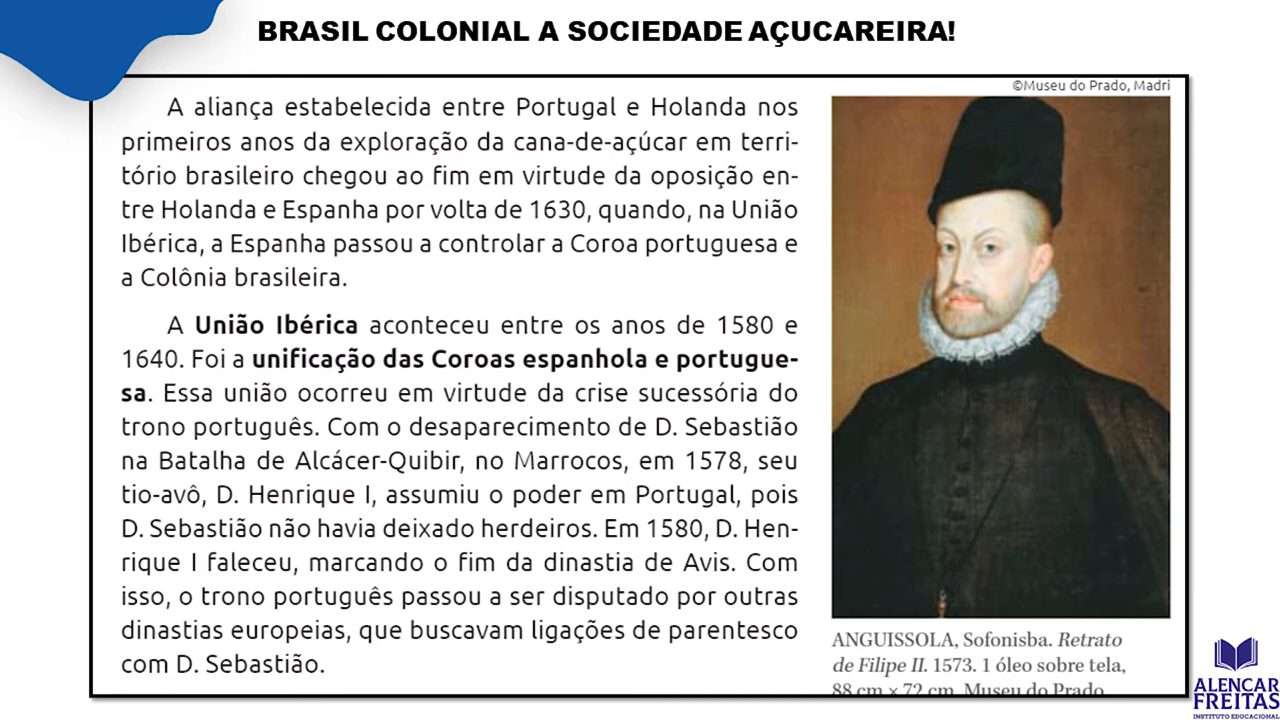 BRASIL COLONIAL A SOCIEDADE AÇUCAREIRA!
©Museu do Prado, Madri
A aliança estabelecida entre Portugal e Holanda nos
primeiros anos da exploração da cana-de-açúcar em terri-
tório brasileiro chegou ao fim em virtude da oposição en-
tre Holanda e Espanha por volta de 1630, quando, na União
Ibérica, a Espanha passou a controlar a Coroa portuguesa e
a Colônia brasileira.
A União Ibérica aconteceu entre os anos de 1580 e
1640. Foi a unificação das Coroas espanhola e portugue-
sa. Essa união ocorreu em virtude da crise sucessória do
trono português. Com o desaparecimento de D. Sebastião
na Batalha de Alcácer-Quibir, no Marrocos, em 1578, seu
tio-avô, D. Henrique I, assumiu o poder em Portugal, pois
D. Sebastião não havia deixado herdeiros. Em 1580, D. Hen-
rique I faleceu, marcando o fim da dinastia de Avis. Com
isso, o trono português passou a ser disputado por outras
dinastias europeias, que buscavam ligações de parentesco
com D. Sebastião.
ANGUISSOLA, Sofonisba. Retrato
de Filipe II. 1573. 1 óleo sobre tela,
88 cm × 72 cm. Museu do Prado
ALENCAR
FREITAS
INSTITUTO EDUCACIONAL